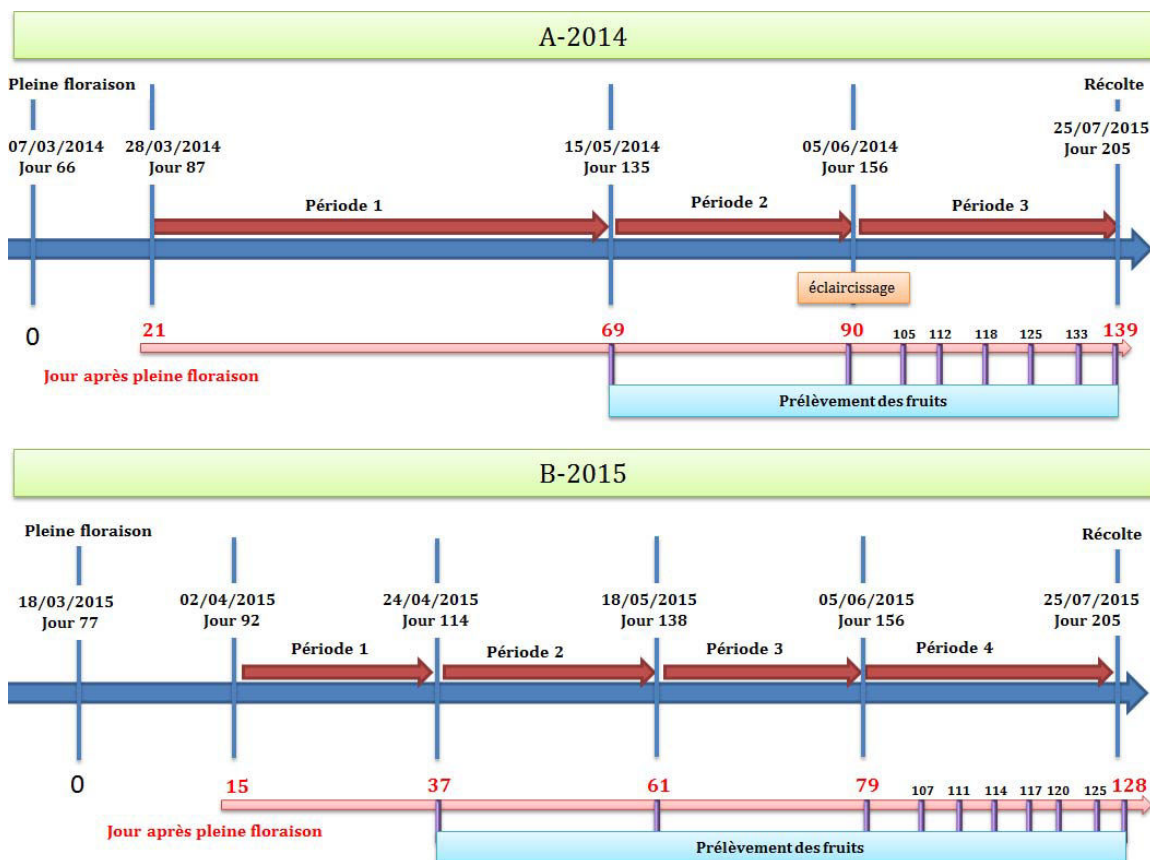 A-2014
Pleine floraison
Récolte
07/03/2014
Jour 66
28/03/2014
Jour 87
15/05/2014
Jour 135
05/06/2014
Jour 156
25/07/2015
Jour 205
Période 1
Période 2
Période 3
éclaircissage
0
21
69
90
105
112
118
125
133
139
Jour après pleine floraison
Prélèvement des fruits
B-2015
Pleine floraison
Récolte
18/03/2015
Jour 77
02/04/2015
Jour 92
24/04/2015
Jour 114
18/05/2015
Jour 138
05/06/2015
Jour 156
25/07/2015
Jour 205
Période 1
Période 2
Période 3
Période 4
0
15
37
61
79
107
111
114
117
120
125
128
Jour après pleine floraison
Prélèvement des fruits